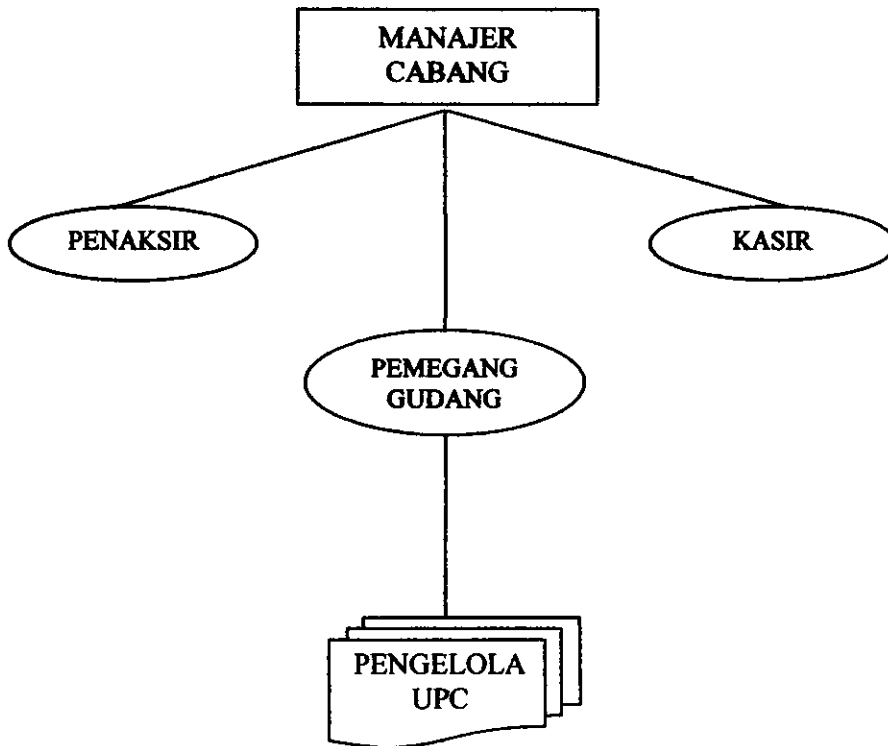 MANAJER
CABANG
PENAKSIR
KASIR
PEMEGANG
GUDANG
PENGELOLA
UPC